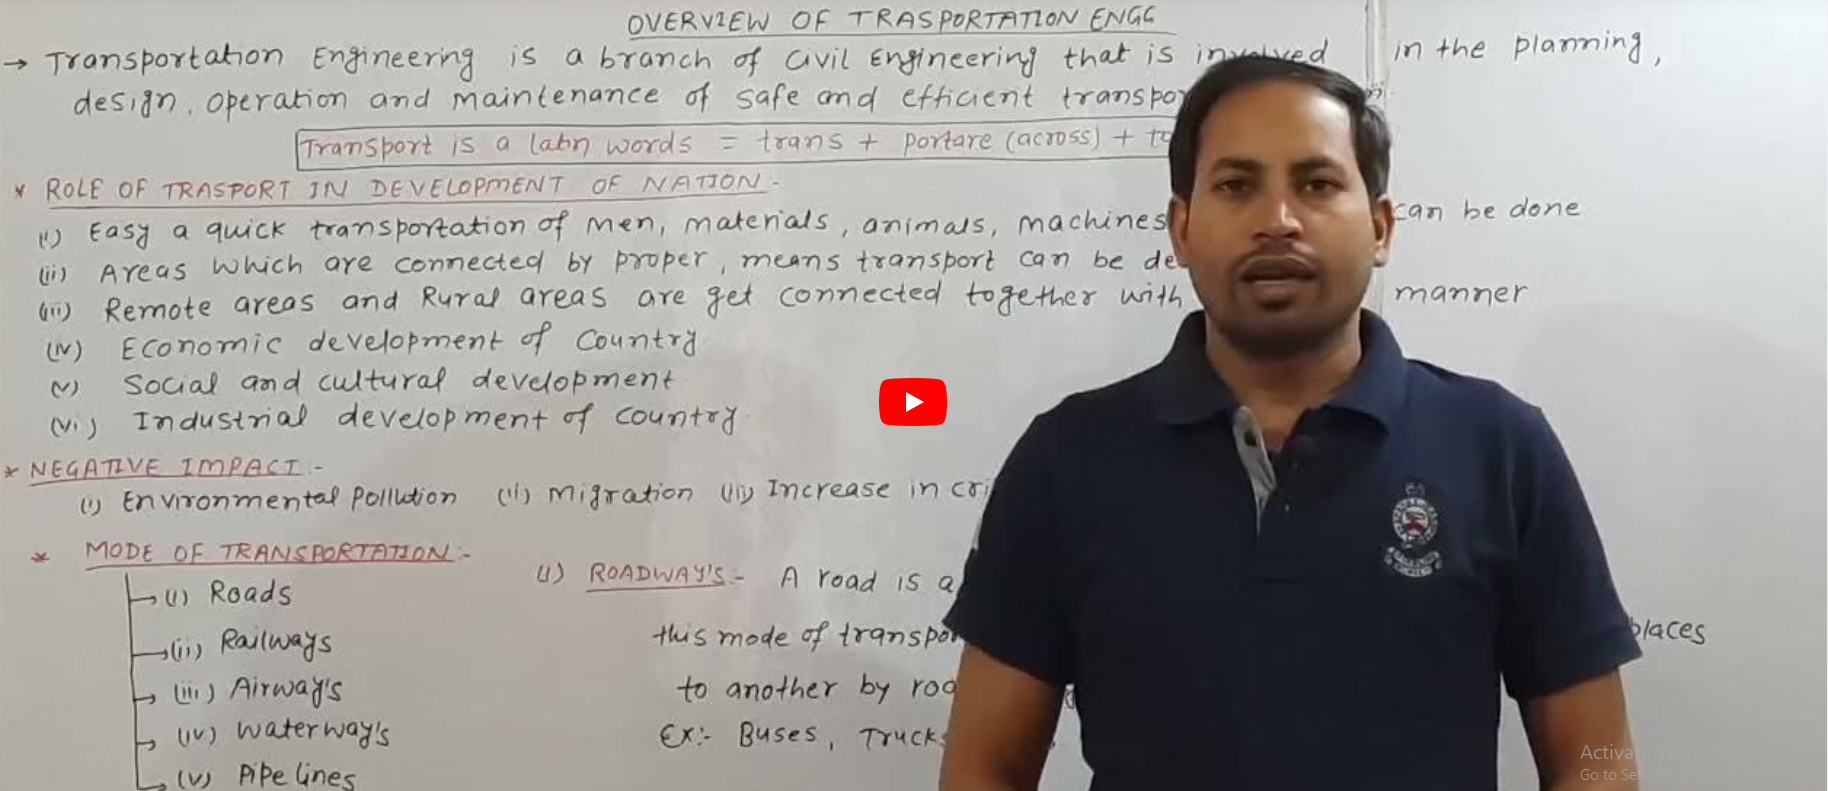 OVERVIEW OF TRASPORTATION ENGG
→ Transportation Engineering is a branch of Civil Engineering that is involved in the planning,
design, operation and maintenance of safe and efficient
Transport is a latin words = trans + portare (across) +
* ROLE OF TRASPORT IN DEVELOPMENT OF NATION:-
(i) Easy a quick transportation of men, materials, animals, machines can be done
(ii) Areas which are connected by proper, means transport can be
(iii) Remote areas and Rural areas are get connected together with manner
(iv) Economic development of Country
(v) Social and cultural development
(vi) Industrial development of country.
* NEGATIVE IMPACT:-
(i) Environmental Pollution (ii) Migration (iii) Increase in
* MODE OF TRANSPORTATION:-
(i) Roads
(ii) Railways
(iii) Airway's
(iv) Waterway's
(v) Pipe lines
(1) ROADWAY'S:- A road is a
this mode of places
to another by
Ex:- Buses, Trucks
Go to